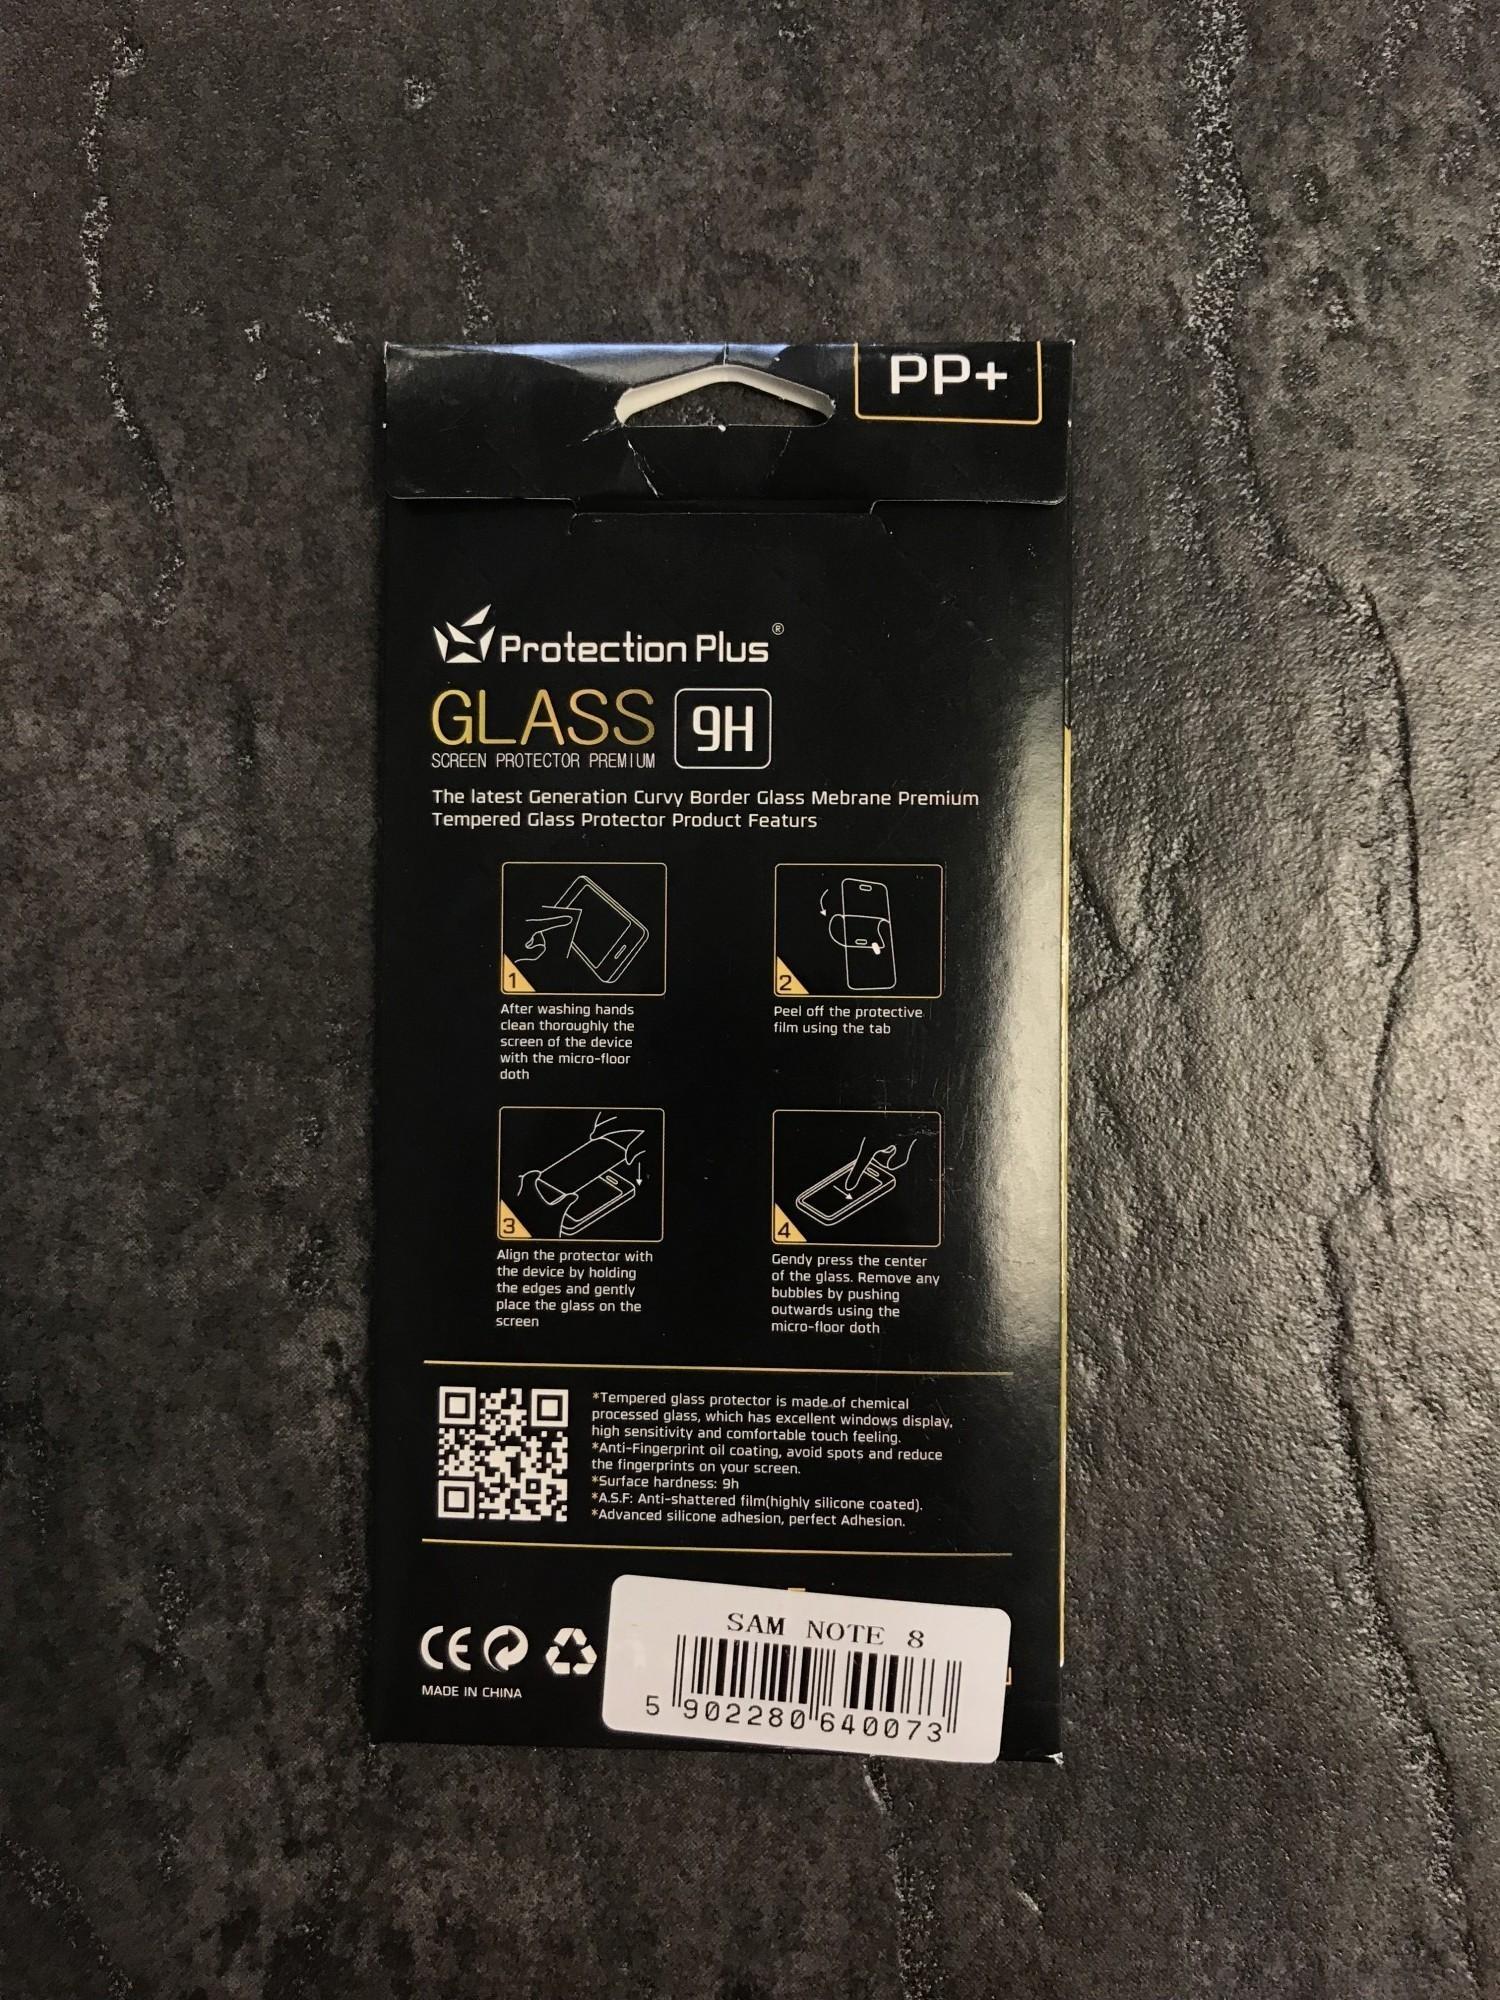 PP+
Protection Plus®
GLASS 9H
SCREEN PROTECTOR PREMIUM
The latest Generation Curvy Border Glass Mebrane Premium
Tempered Glass Protector Product Featurs
1
After washing hands
clean thoroughly the
screen of the device
with the micro-floor
doth
2
Peel off the protective
film using the tab
3
Align the protector with
the device by holding
the edges and gently
place the glass on the
screen
4
Gendy press the center
of the glass. Remove any
bubbles by pushing
outwards using the
micro-floor doth
*Tempered glass protector is made of chemical
processed glass, which has excellent windows display,
high sensitivity and comfortable touch feeling.
*Anti-Fingerprint oil coating, avoid spots and reduce
the fingerprints on your screen.
*Surface hardness: 9h
*A.S.F: Anti-shattered film(highly silicone coated).
*Advanced silicone adhesion, perfect Adhesion.
CE
MADE IN CHINA
SAM NOTE 8
5 902280 640073